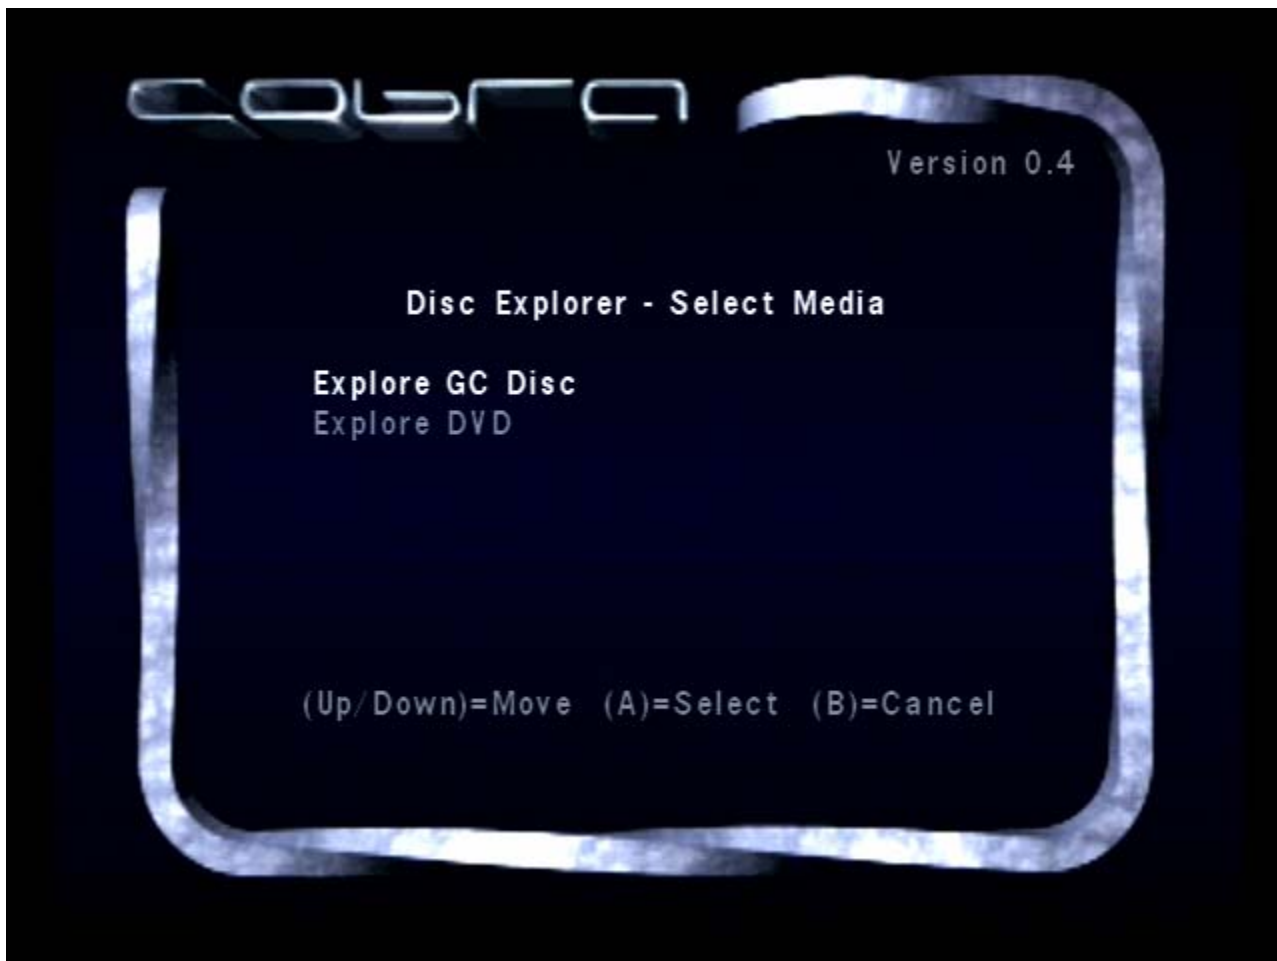 cobra
Version 0.4
Disc Explorer - Select Media
Explore GC Disc
Explore DVD
(Up/Down)=Move (A)=Select (B)=Cancel